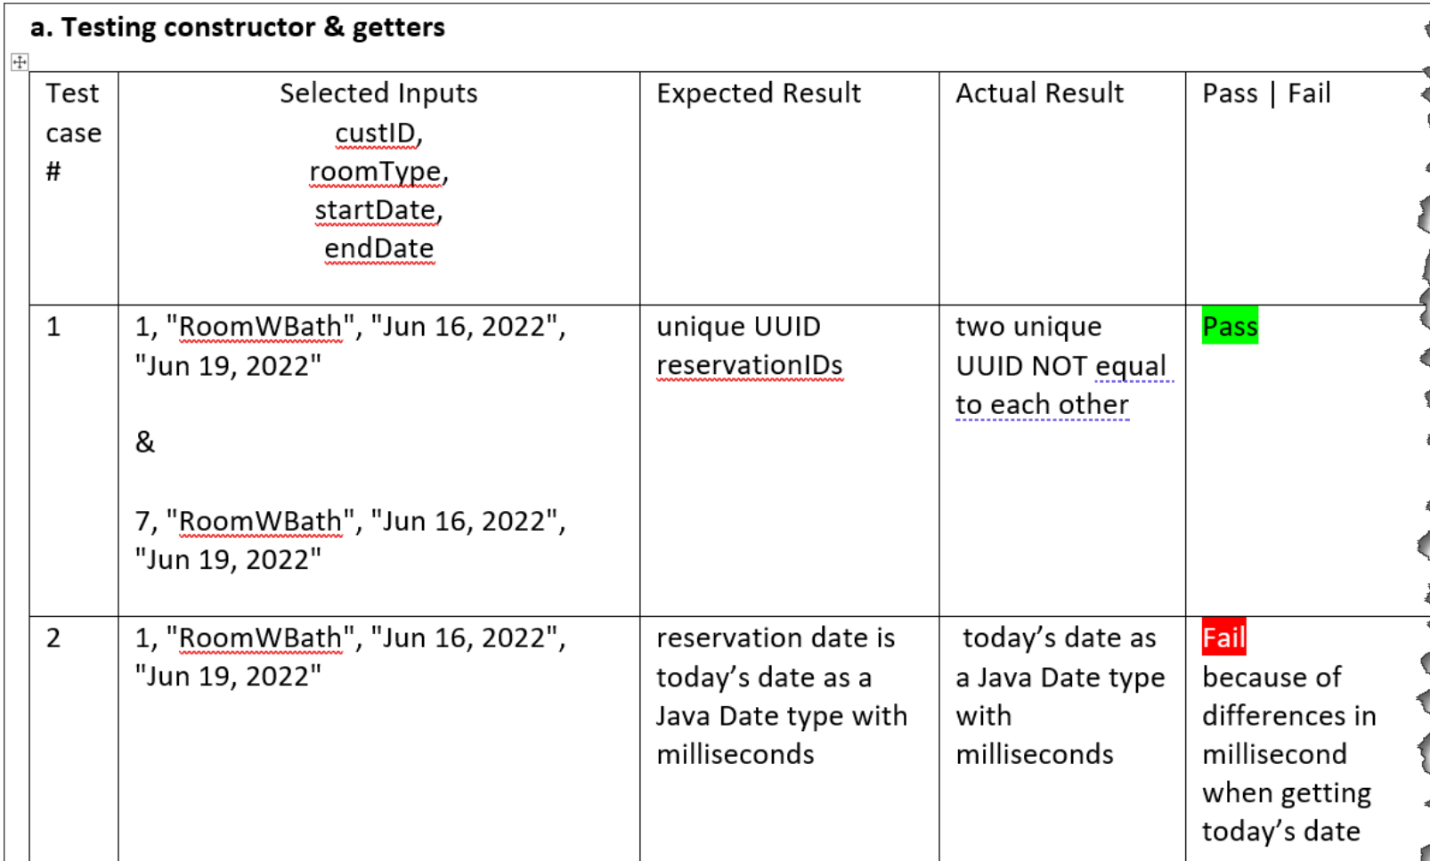 a. Testing constructor & getters
Test
case
#
Selected Inputs
custID,
roomType,
startDate,
endDate
Expected Result
Actual Result
Pass | Fail
1
1, "RoomWBath", "Jun 16, 2022",
"Jun 19, 2022"
&
7, "RoomWBath", "Jun 16, 2022",
"Jun 19, 2022"
unique UUID
reservationIDs
two unique
UUID NOT equal
to each other
Pass
2
1, "RoomWBath", "Jun 16, 2022",
"Jun 19, 2022"
reservation date is
today’s date as a
Java Date type with
milliseconds
today’s date as
a Java Date type
with
milliseconds
Fail
because of
differences in
millisecond
when getting
today’s date